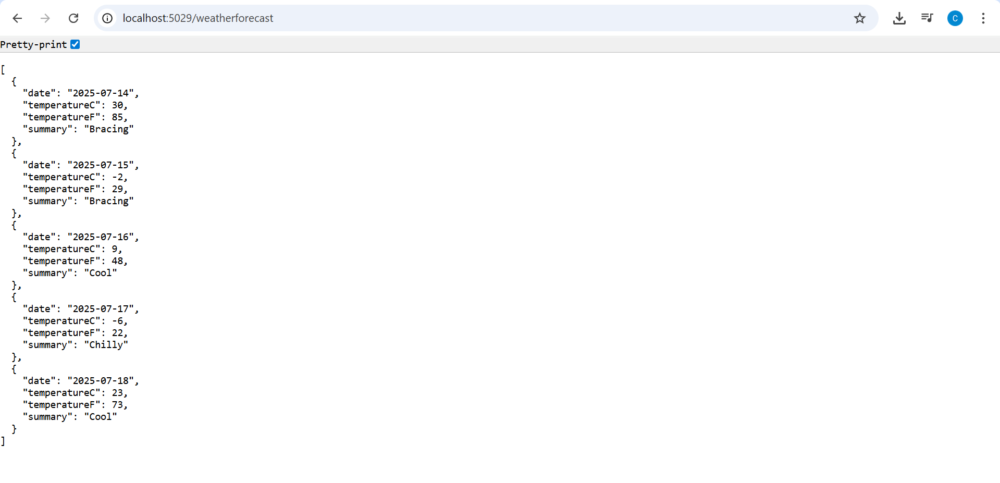 localhost:5029/weatherforecast
C
Pretty-print
[
  {
    "date": "2025-07-14",
    "temperatureC": 30,
    "temperatureF": 85,
    "summary": "Bracing"
  },
  {
    "date": "2025-07-15",
    "temperatureC": -2,
    "temperatureF": 29,
    "summary": "Bracing"
  },
  {
    "date": "2025-07-16",
    "temperatureC": 9,
    "temperatureF": 48,
    "summary": "Cool"
  },
  {
    "date": "2025-07-17",
    "temperatureC": -6,
    "temperatureF": 22,
    "summary": "Chilly"
  },
  {
    "date": "2025-07-18",
    "temperatureC": 23,
    "temperatureF": 73,
    "summary": "Cool"
  }
]